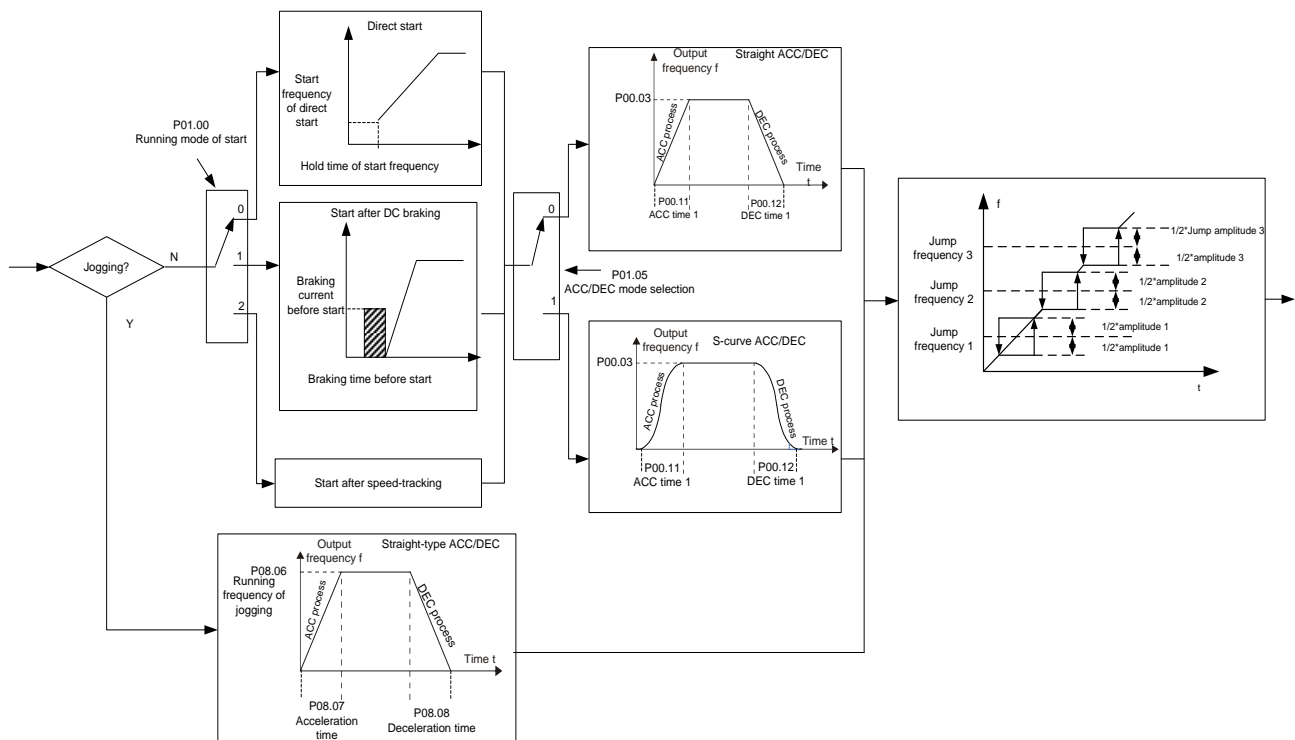 Jogging?
N
Y
P01.00
Running mode of start
0
1
2
Direct start
Start
frequency
of direct
start
Hold time of start frequency
Start after DC braking
Braking
current
before start
Braking time before start
Start after speed-tracking
Output
frequency f
Straight-type ACC/DEC
P08.06
Running
frequency of
jogging
ACC process
DEC process
Time t
P08.07
Acceleration
time
P08.08
Deceleration time
0
1
P01.05
ACC/DEC mode selection
Output
frequency f
Straight ACC/DEC
P00.03
ACC process
DEC process
Time
t
P00.11
ACC time 1
P00.12
DEC time 1
Output
frequency f
S-curve ACC/DEC
P00.03
ACC process
DEC process
Time t
P00.11
ACC time 1
P00.12
DEC time 1
f
Jump
frequency 3
Jump
frequency 2
Jump
frequency 1
1/2*Jump amplitude 3
1/2*amplitude 3
1/2*amplitude 2
1/2*amplitude 2
1/2*amplitude 1
1/2*amplitude 1
t